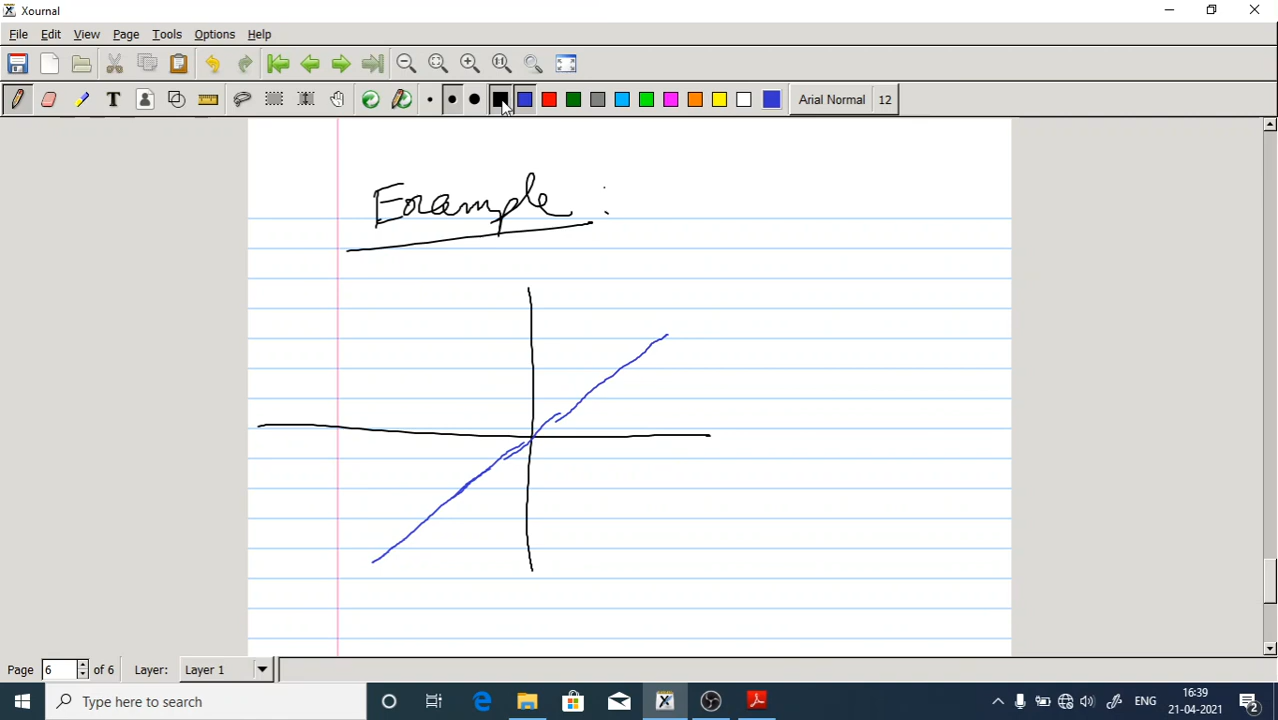 Xournal
File Edit View Page Tools Options Help
T Arial Normal 12
Example :
Page 6 of 6 Layer: Layer 1
Type here to search
ENG
16:39
21-04-2021
2